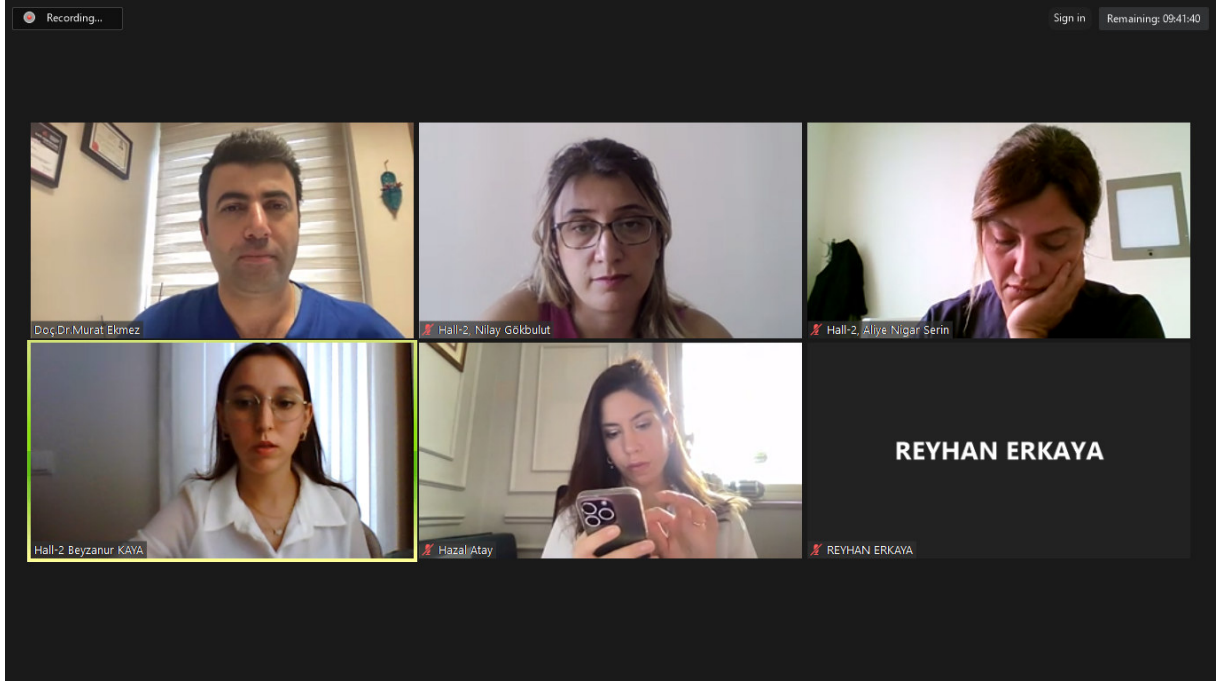 Recording...
Sign in
Remaining: 09:41:40
Doç.Dr.Murat Ekmez
Hall-2, Nilay Gökbulut
Hall-2, Aliye Nigar Serin
Hall-2 Beyzanur KAYA
Hazal Atay
REYHAN ERKAYA
REYHAN ERKAYA